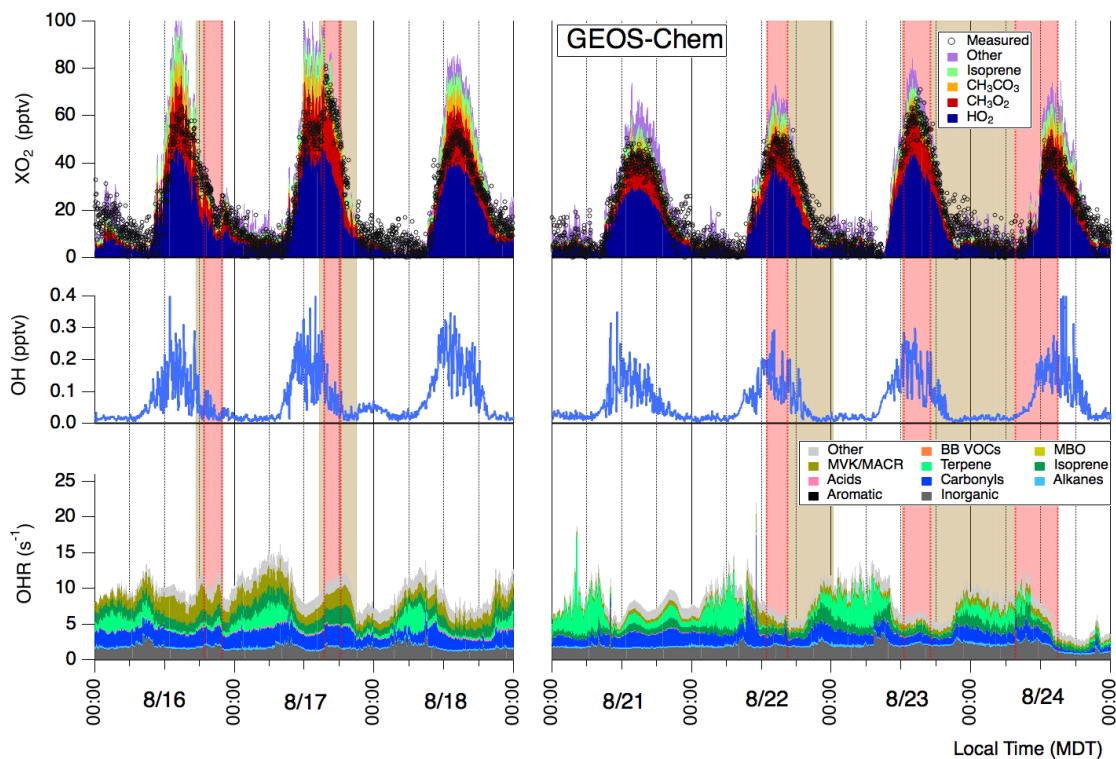 GEOS-Chem
100
80
60
40
20
0
XO2 (pptv)
Measured
Other
Isoprene
CH3CO3
CH3O2
HO2
0.4
0.3
0.2
0.1
0.0
OH (pptv)
Other
MVK/MACR
Acids
Aromatic
BB VOCs
Terpene
Carbonyls
Inorganic
MBO
Isoprene
Alkanes
25
20
15
10
5
0
OHR (s-1)
00:00 8/16 00:00 8/17 00:00 8/18 00:00 00:00 8/21 00:00 8/22 00:00 8/23 00:00 8/24 00:00
Local Time (MDT)